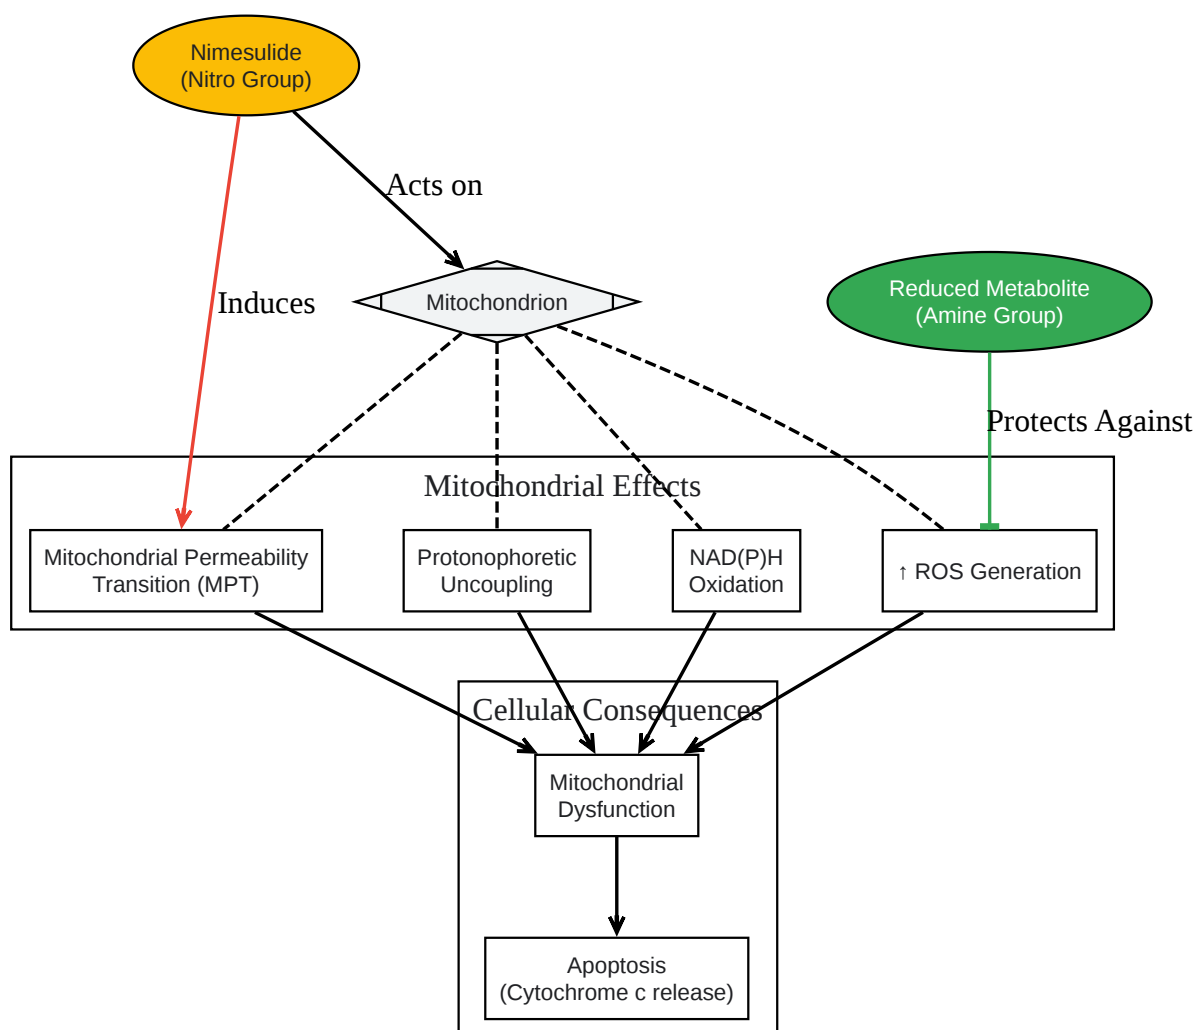 Nimesulide
(Nitro Group)
Acts on
Induces
Mitochondrion
Reduced Metabolite
(Amine Group)
Protects Against
Mitochondrial Effects
Mitochondrial Permeability
Transition (MPT)
Protonophoretic
Uncoupling
NAD(P)H
Oxidation
↑ ROS Generation
Cellular Consequences
Mitochondrial
Dysfunction
Apoptosis
(Cytochrome c release)